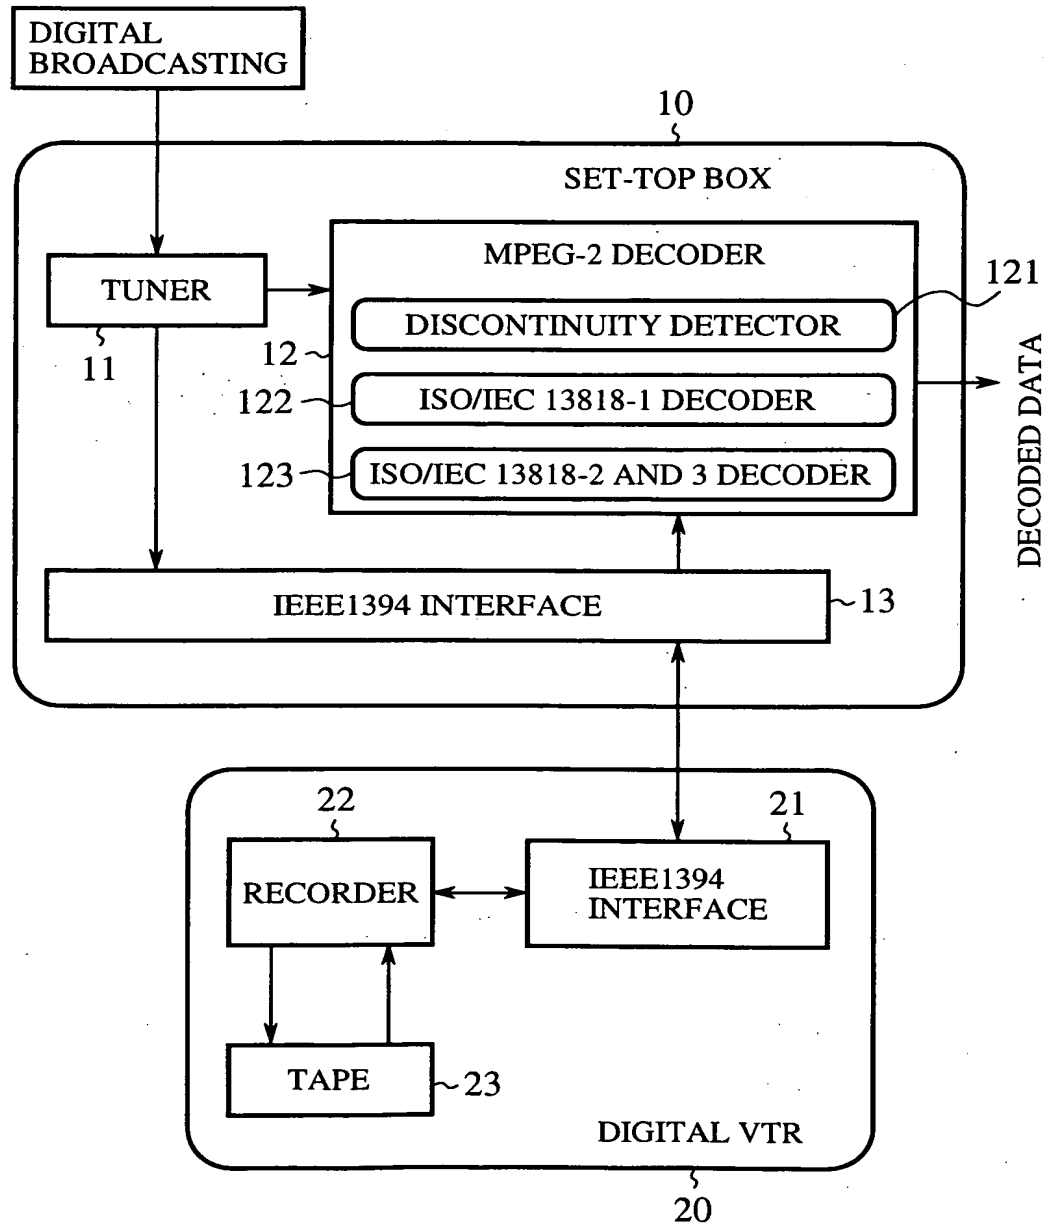 DIGITAL
BROADCASTING
10
SET-TOP BOX
MPEG-2 DECODER
121
TUNER
DISCONTINUITY DETECTOR
11
12
122
ISO/IEC 13818-1 DECODER
123
ISO/IEC 13818-2 AND 3 DECODER
DECODED DATA
IEEE1394 INTERFACE
13
22
21
RECORDER
IEEE1394
INTERFACE
TAPE
23
DIGITAL VTR
20